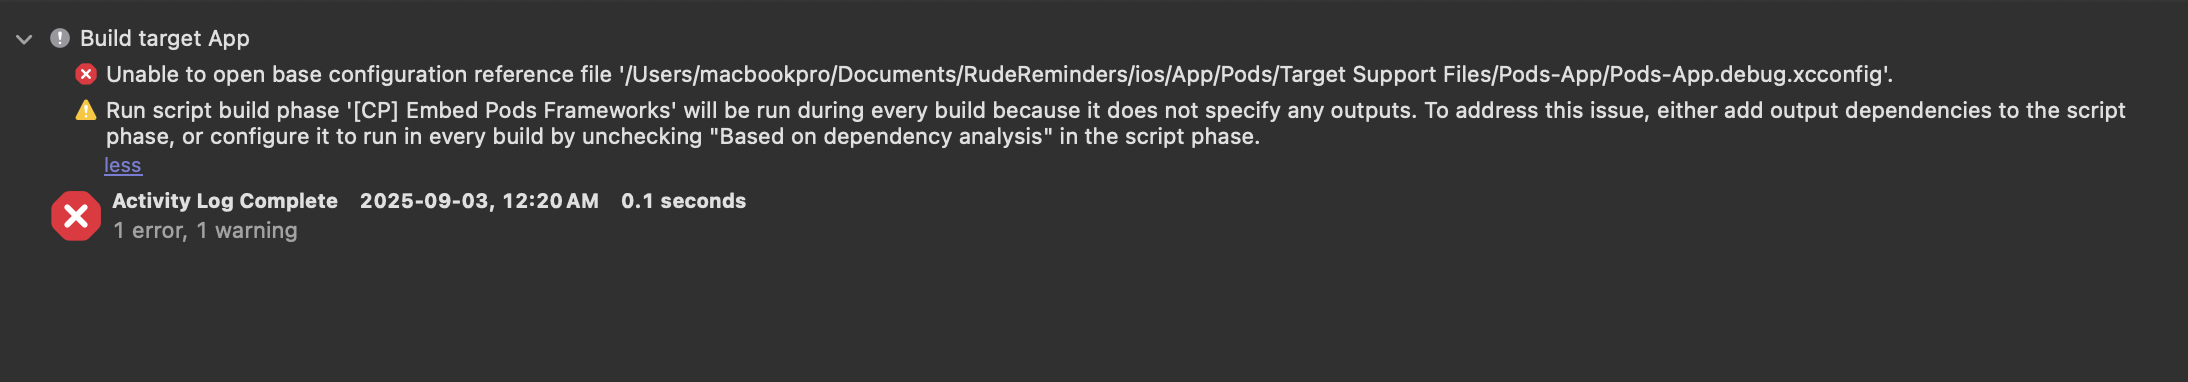 Build target App
Unable to open base configuration reference file '/Users/macbookpro/Documents/RudeReminders/ios/App/Pods/Target Support Files/Pods-App/Pods-App.debug.xcconfig'.
Run script build phase '[CP] Embed Pods Frameworks' will be run during every build because it does not specify any outputs. To address this issue, either add output dependencies to the script
phase, or configure it to run in every build by unchecking "Based on dependency analysis" in the script phase.
less
Activity Log Complete 2025-09-03, 12:20 AM 0.1 seconds
1 error, 1 warning